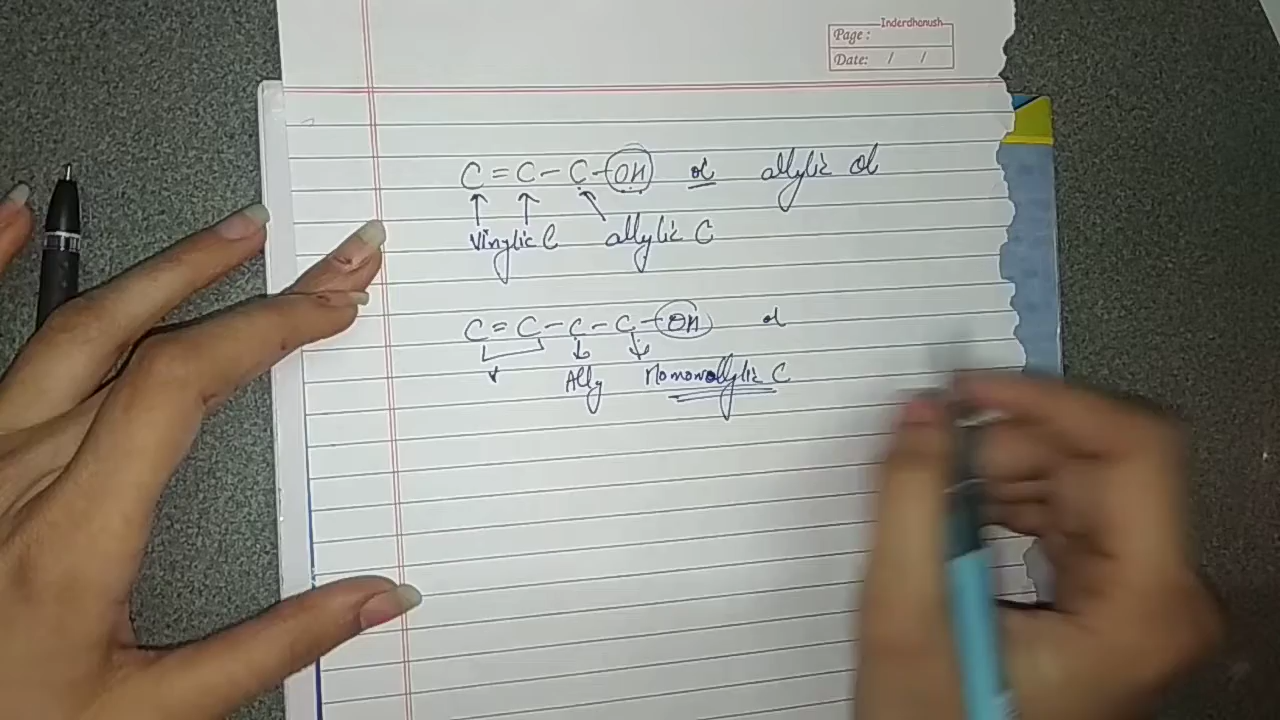 Inderdhanush
Page :
Date: / /
C = C - C - OH ol allylic ol
vinylic C allylic C
C = C - C - C - OH ol
v Ally Homoallylic C